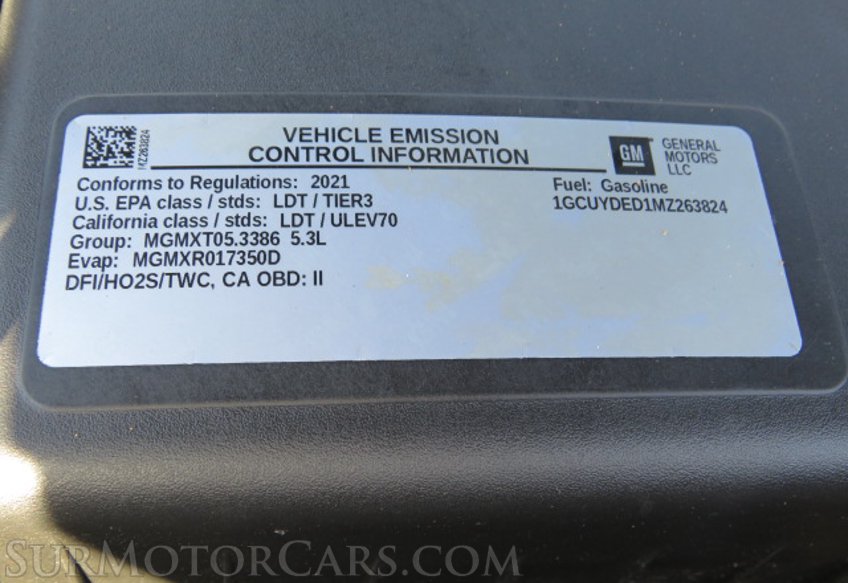 MZ263824
VEHICLE EMISSION
CONTROL INFORMATION
GM
GENERAL
MOTORS
LLC
Conforms to Regulations: 2021
U.S. EPA class / stds: LDT / TIER3
California class / stds: LDT / ULEV70
Group: MGMXT05.3386 5.3L
Evap: MGMXR017350D
DFI/HO2S/TWC, CA OBD: II
Fuel: Gasoline
1GCUYDED1MZ263824
SURMOTORCARS.COM